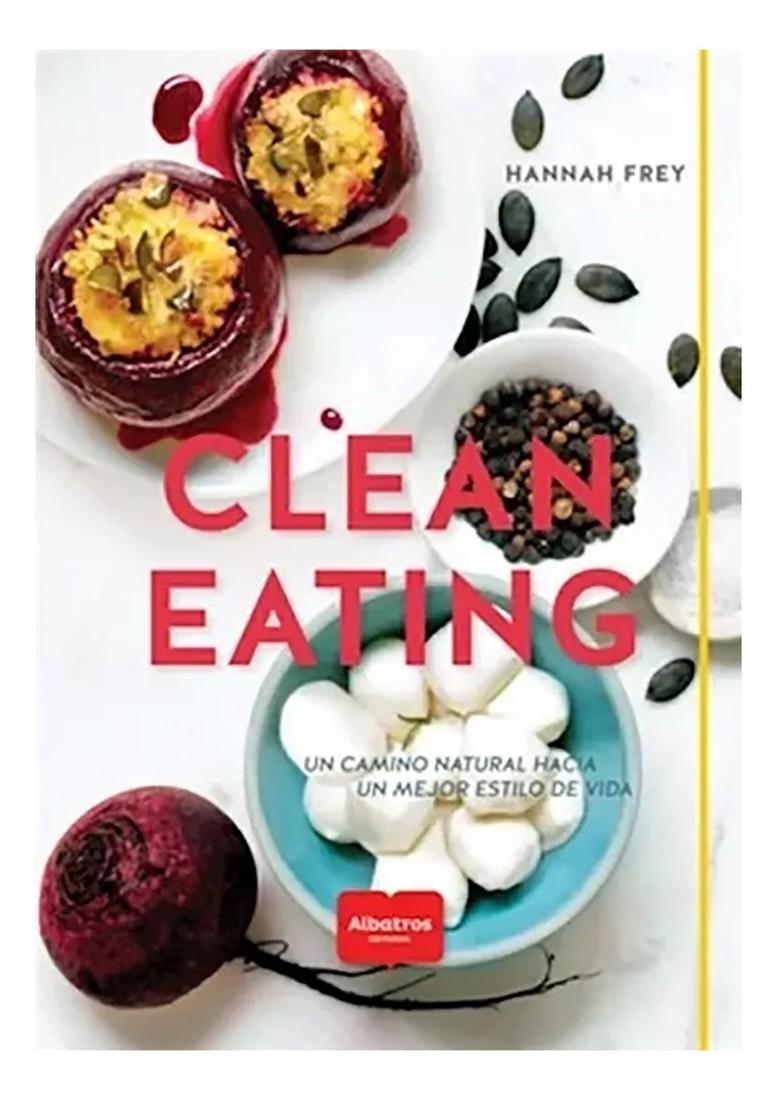 HANNAH FREY
CLEAN
EATING
UN CAMINO NATURAL HACIA
UN MEJOR ESTILO DE VIDA
Albatros